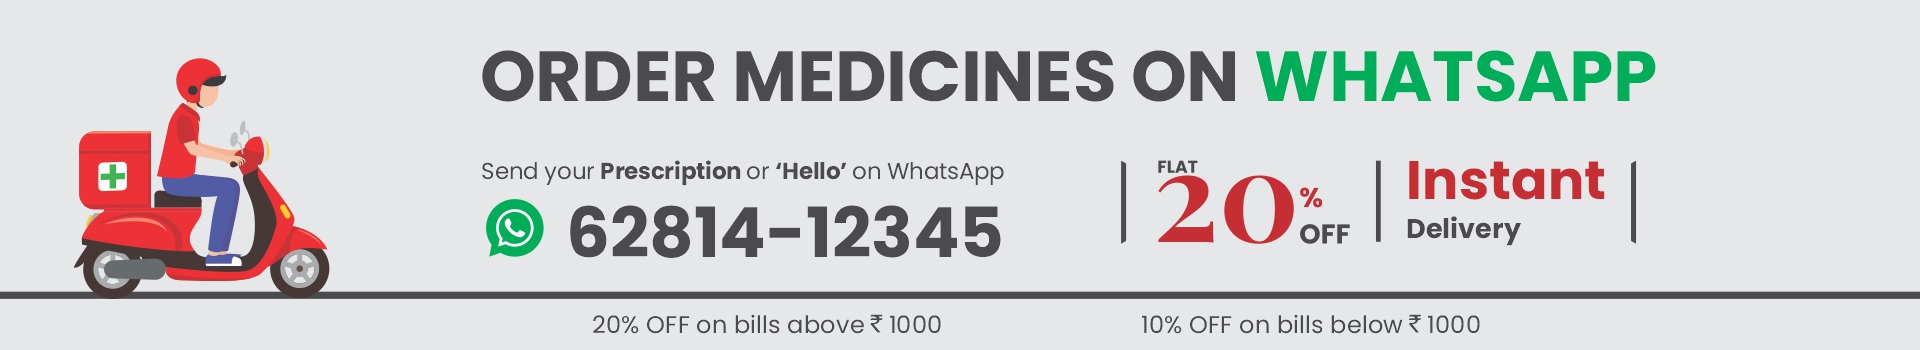 ORDER MEDICINES ON WHATSAPP
Send your Prescription or ‘Hello’ on WhatsApp
62814-12345
FLAT
20% OFF
Instant
Delivery
20% OFF on bills above ₹ 1000
10% OFF on bills below ₹ 1000